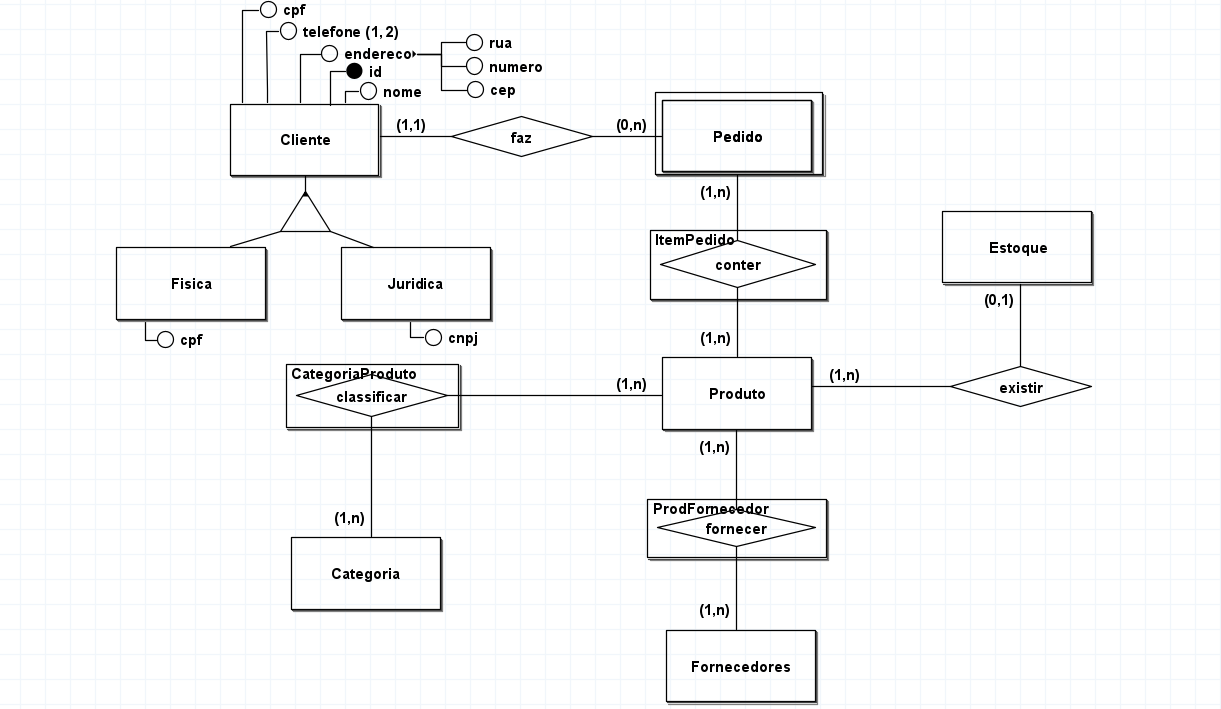 cpf
telefone (1, 2)
endereco
rua
numero
cep
id
nome
Cliente
(1,1)
faz
(0,n)
Pedido
(1,n)
ItemPedido
conter
(1,n)
Estoque
(0,1)
existir
(1,n)
Fisica
cpf
Juridica
cnpj
CategoriaProduto
classificar
(1,n)
Produto
(1,n)
(1,n)
Categoria
ProdFornecedor
fornecer
(1,n)
Fornecedores